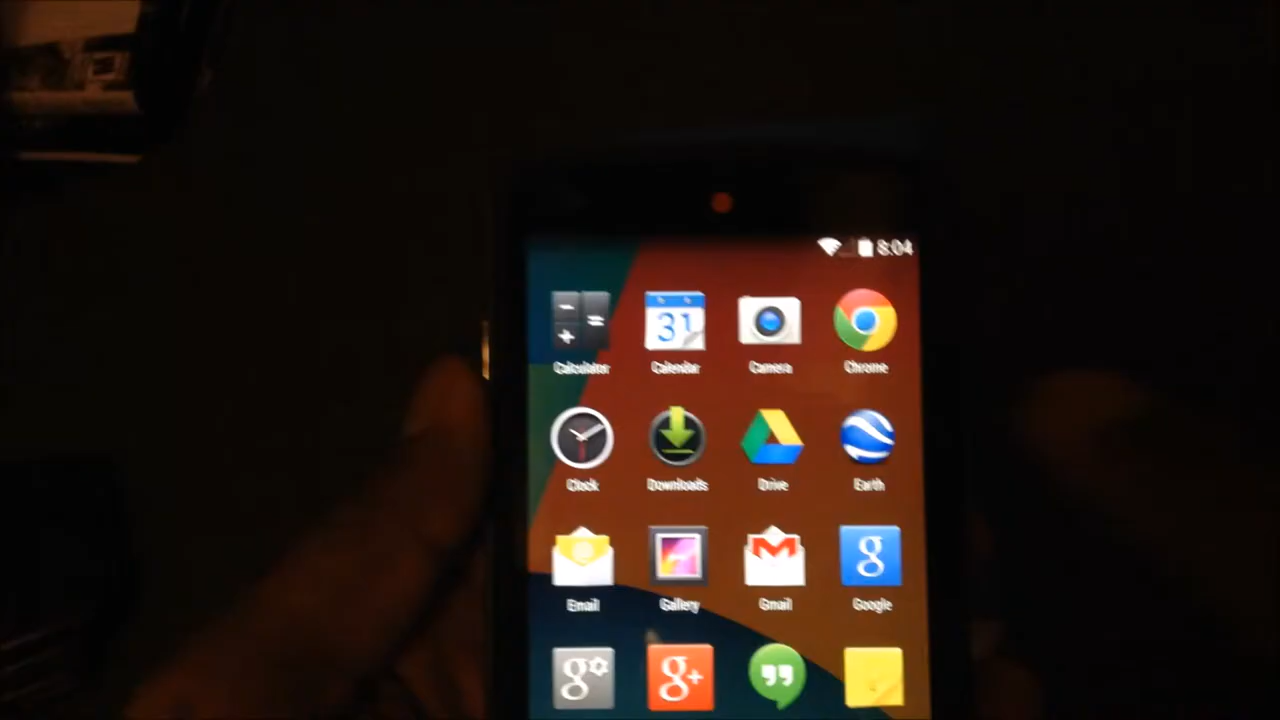 8:04
31
Calculator Calendar Camera Chrome
Clock Downloads Drive Earth
Email Gallery Gmail Google
g
g g+